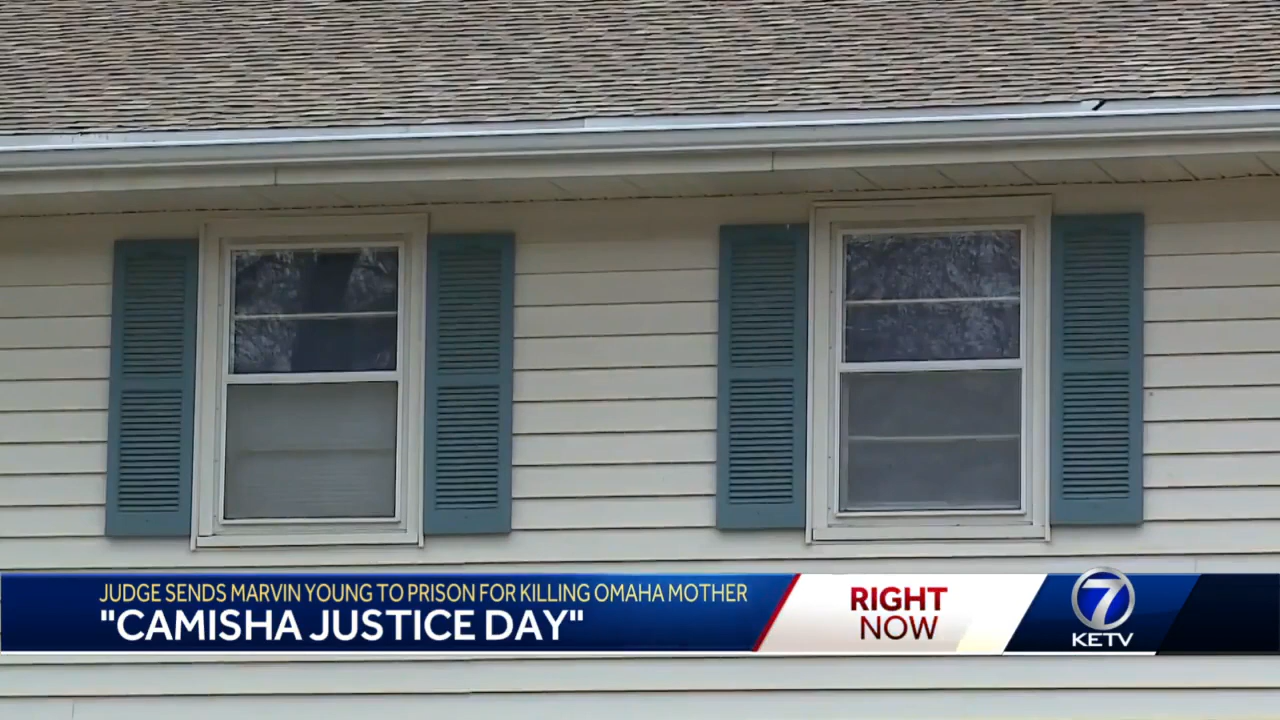 JUDGE SENDS MARVIN YOUNG TO PRISON FOR KILLING OMAHA MOTHER
"CAMISHA JUSTICE DAY"
RIGHT
NOW
7
KETV